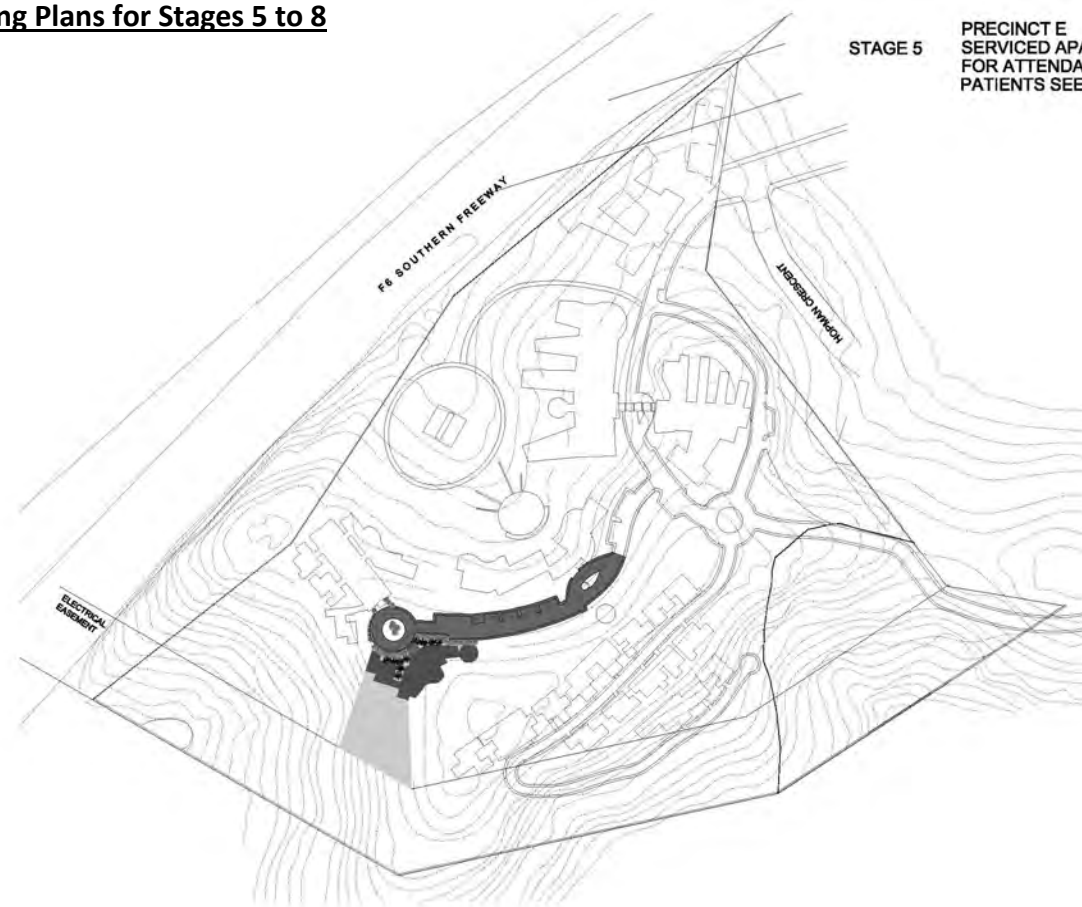 ng Plans for Stages 5 to 8
STAGE 5
PRECINCT E
SERVICED APA
FOR ATTENDA
PATIENTS SEE
F6 SOUTHERN FREEWAY
HOPMAN CRESCENT
ELECTRICAL
EASEMENT